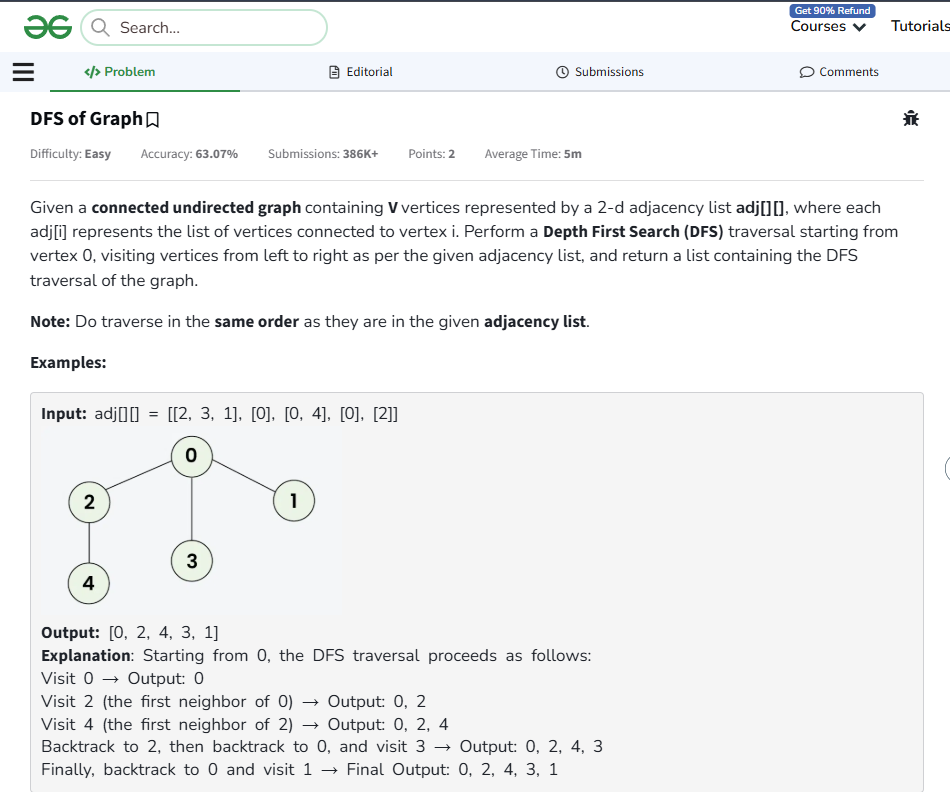 Search...
Get 90% Refund
Courses
Tutorials
Problem
Editorial
Submissions
Comments
DFS of Graph
Difficulty: Easy Accuracy: 63.07% Submissions: 386K+ Points: 2 Average Time: 5m
Given a connected undirected graph containing V vertices represented by a 2-d adjacency list adj[][], where each
adj[i] represents the list of vertices connected to vertex i. Perform a Depth First Search (DFS) traversal starting from
vertex 0, visiting vertices from left to right as per the given adjacency list, and return a list containing the DFS
traversal of the graph.
Note: Do traverse in the same order as they are in the given adjacency list.
Examples:
Input: adj[][] = [[2, 3, 1], [0], [0, 4], [0], [2]]
0
2
1
3
4
Output: [0, 2, 4, 3, 1]
Explanation: Starting from 0, the DFS traversal proceeds as follows:
Visit 0 → Output: 0
Visit 2 (the first neighbor of 0) → Output: 0, 2
Visit 4 (the first neighbor of 2) → Output: 0, 2, 4
Backtrack to 2, then backtrack to 0, and visit 3 → Output: 0, 2, 4, 3
Finally, backtrack to 0 and visit 1 → Final Output: 0, 2, 4, 3, 1